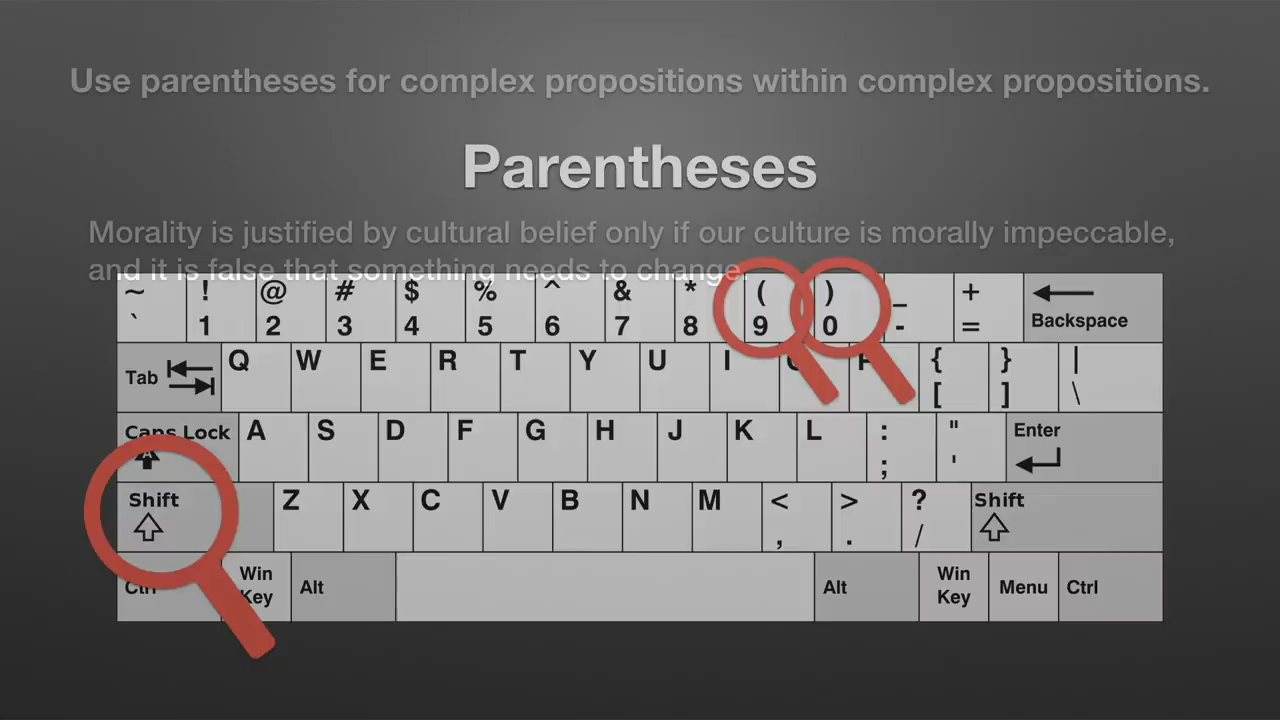 Use parentheses for complex propositions within complex propositions.
Parentheses
Morality is justified by cultural belief only if our culture is morally impeccable,
and it is false that something needs to change.
~ ! @ # $ % ^ & * ( ) _ + Backspace
` 1 2 3 4 5 6 7 8 9 0 - =
Tab Q W E R T Y U I P { } |
[ ] \
Caps Lock A S D F G H J K L : " Enter
A ; '
Shift Z X C V B N M < > ? Shift
, . /
Ctrl Win Key Alt Alt Win Key Menu Ctrl